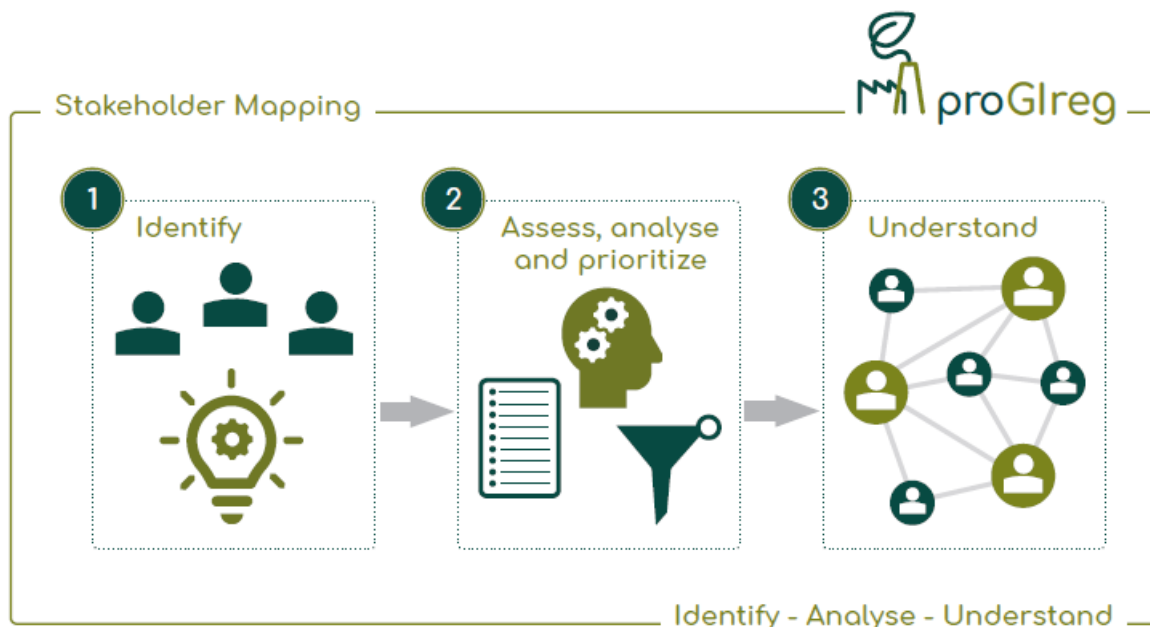 Stakeholder Mapping
proGIreg
1
Identify
2
Assess, analyse
and prioritize
3
Understand
Identify - Analyse - Understand